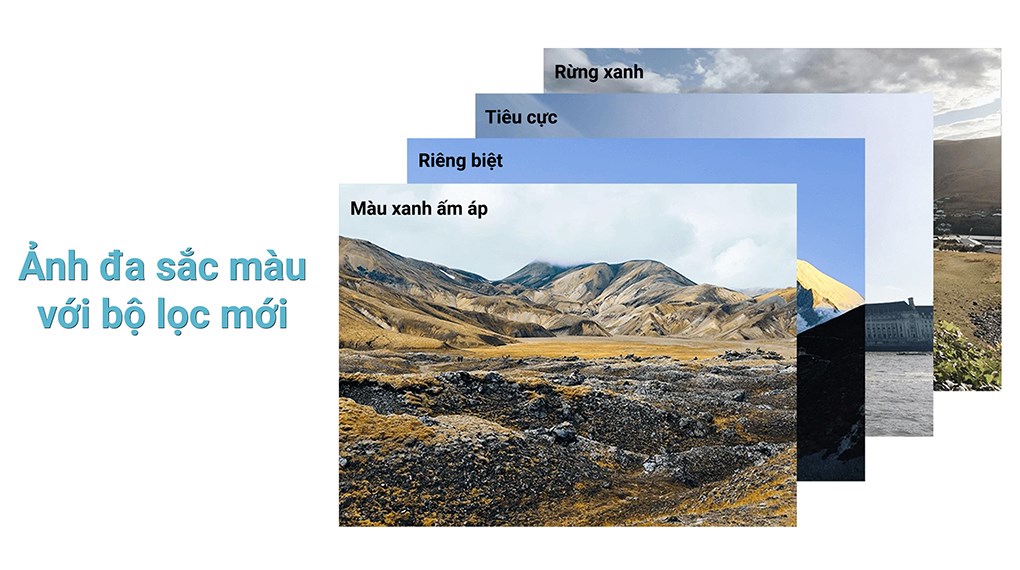 Rừng xanh
Tiêu cực
Riêng biệt
Màu xanh ấm áp
Ảnh đa sắc màu
với bộ lọc mới